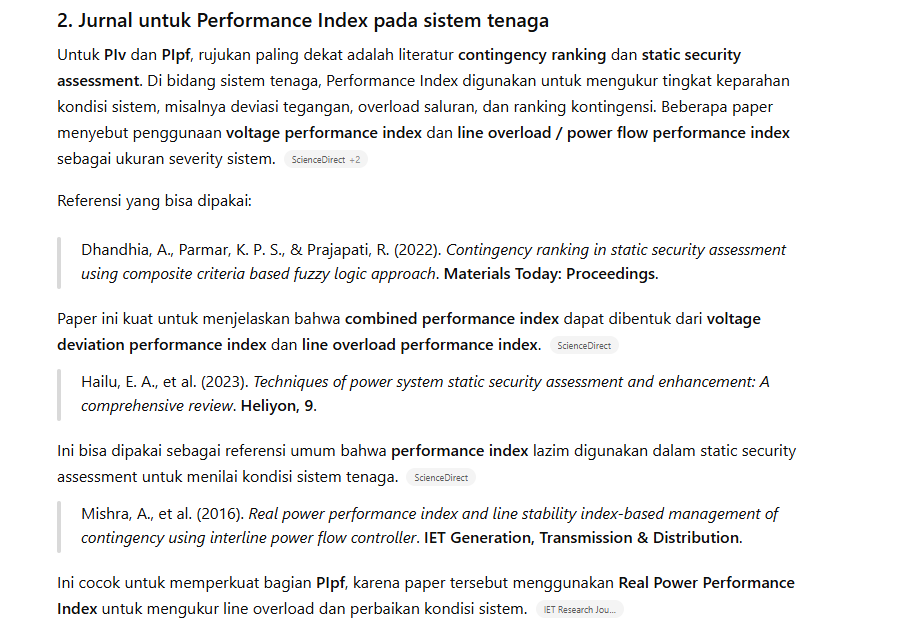 2. Jurnal untuk Performance Index pada sistem tenaga
Untuk PIv dan PIpf, rujukan paling dekat adalah literatur contingency ranking dan static security
assessment. Di bidang sistem tenaga, Performance Index digunakan untuk mengukur tingkat keparahan
kondisi sistem, misalnya deviasi tegangan, overload saluran, dan ranking kontingensi. Beberapa paper
menyebut penggunaan voltage performance index dan line overload / power flow performance index
sebagai ukuran severity sistem. ScienceDirect +2
Referensi yang bisa dipakai:
Dhandhia, A., Parmar, K. P. S., & Prajapati, R. (2022). Contingency ranking in static security assessment
using composite criteria based fuzzy logic approach. Materials Today: Proceedings.
Paper ini kuat untuk menjelaskan bahwa combined performance index dapat dibentuk dari voltage
deviation performance index dan line overload performance index. ScienceDirect
Hailu, E. A., et al. (2023). Techniques of power system static security assessment and enhancement: A
comprehensive review. Heliyon, 9.
Ini bisa dipakai sebagai referensi umum bahwa performance index lazim digunakan dalam static security
assessment untuk menilai kondisi sistem tenaga. ScienceDirect
Mishra, A., et al. (2016). Real power performance index and line stability index-based management of
contingency using interline power flow controller. IET Generation, Transmission & Distribution.
Ini cocok untuk memperkuat bagian PIpf, karena paper tersebut menggunakan Real Power Performance
Index untuk mengukur line overload dan perbaikan kondisi sistem. IET Research Jou...